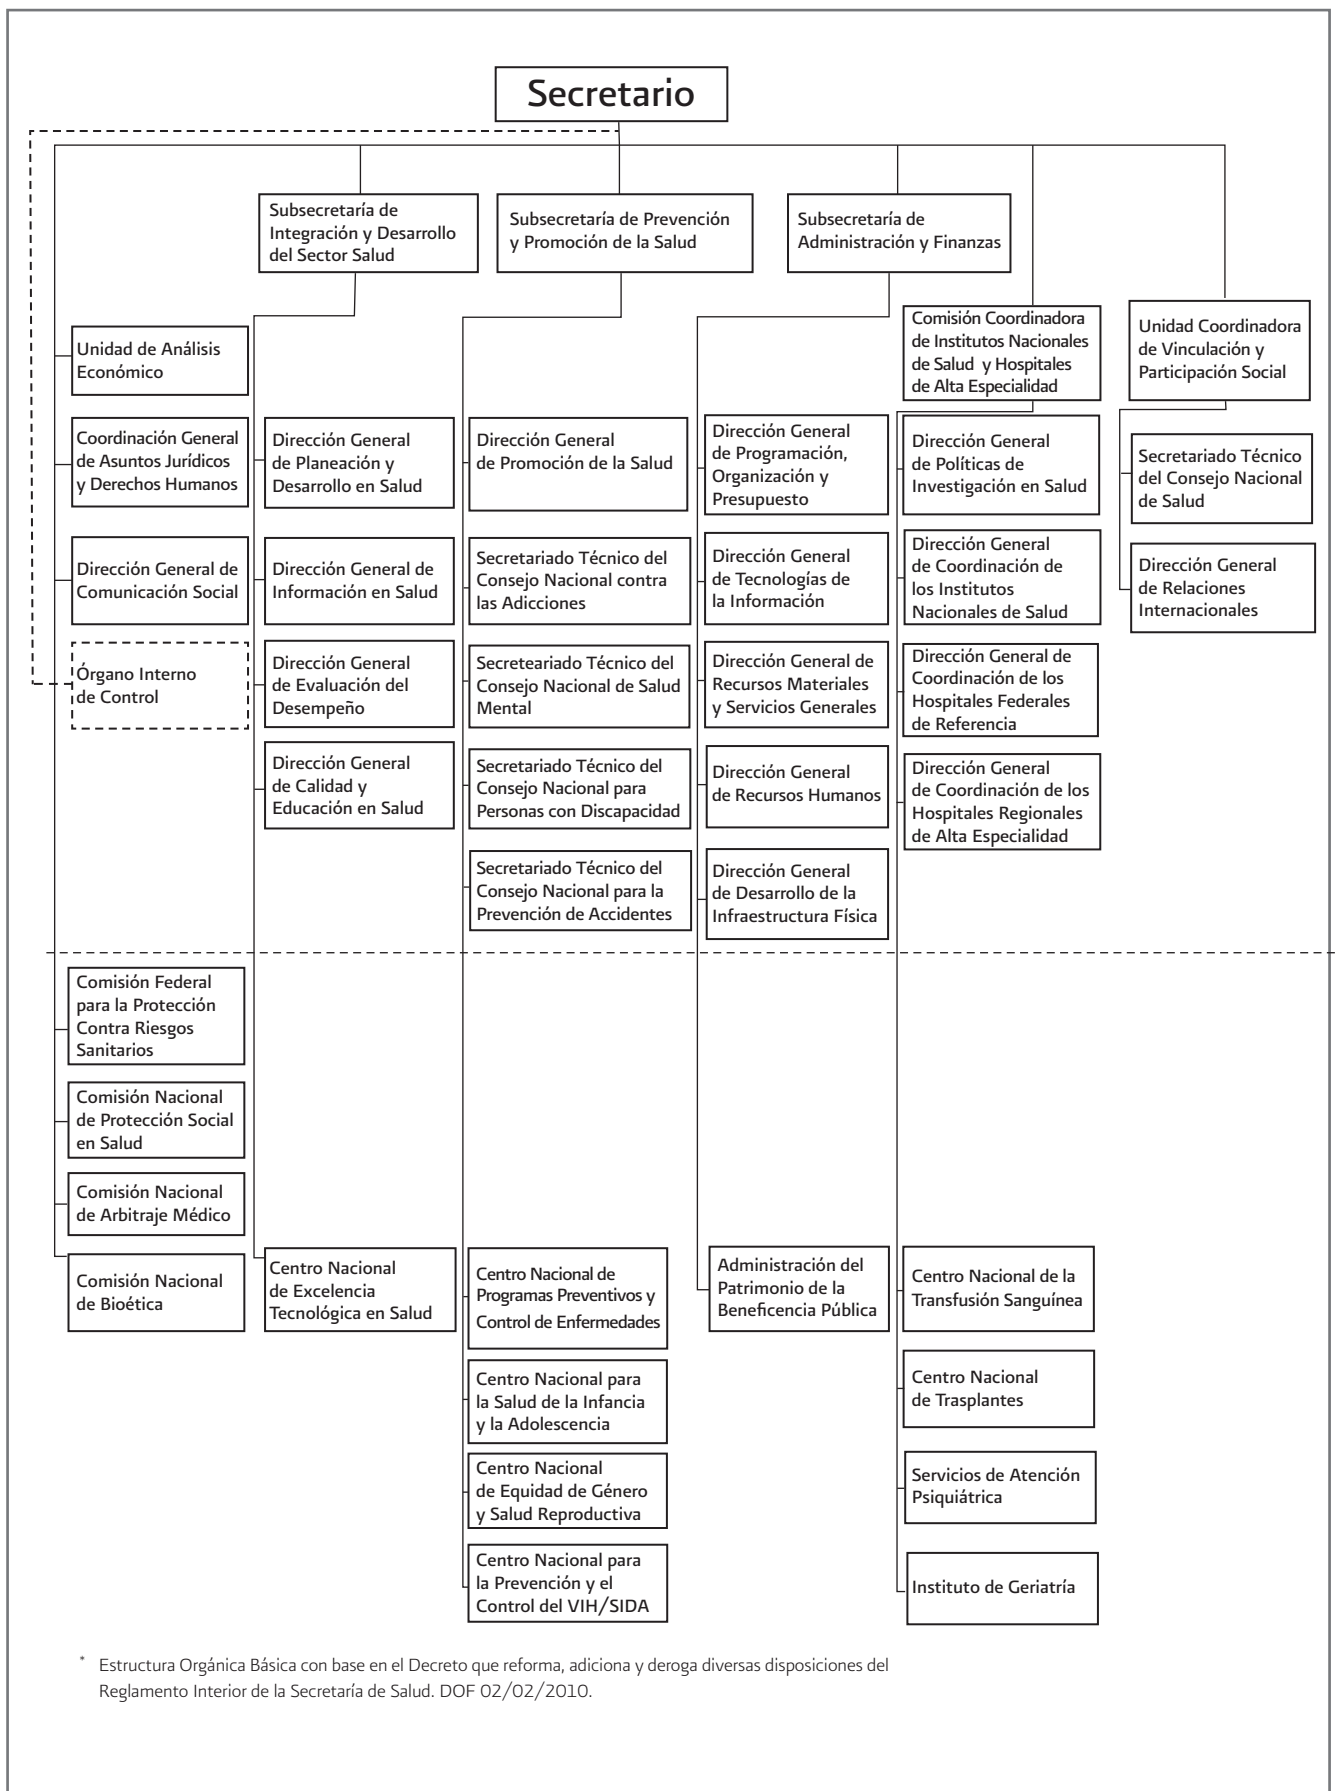 Secretario
Subsecretaría de
Integración y Desarrollo
del Sector Salud
Subsecretaría de Prevención
y Promoción de la Salud
Subsecretaría de
Administración y Finanzas
Comisión Coordinadora
de Institutos Nacionales
de Salud y Hospitales
de Alta Especialidad
Unidad Coordinadora
de Vinculación y
Participación Social
Unidad de Análisis
Económico
Coordinación General
de Asuntos Jurídicos
y Derechos Humanos
Dirección General
de Planeación y
Desarrollo en Salud
Dirección General
de Promoción de la Salud
Dirección General
de Programación,
Organización y
Presupuesto
Dirección General
de Políticas de
Investigación en Salud
Secretariado Técnico
del Consejo Nacional
de Salud
Dirección General de
Comunicación Social
Dirección General de
Información en Salud
Secretariado Técnico del
Consejo Nacional contra
las Adicciones
Dirección General
de Tecnologías de
la Información
Dirección General
de Coordinación de
los Institutos
Nacionales de Salud
Dirección General
de Relaciones
Internacionales
Órgano Interno
de Control
Dirección General
de Evaluación del
Desempeño
Secreteariado Técnico del
Consejo Nacional de Salud
Mental
Dirección General de
Recursos Materiales
y Servicios Generales
Dirección General de
Coordinación de los
Hospitales Federales
de Referencia
Dirección General
de Calidad y
Educación en Salud
Secretariado Técnico del
Consejo Nacional para
Personas con Discapacidad
Dirección General
de Recursos Humanos
Dirección General
de Coordinación de los
Hospitales Regionales
de Alta Especialidad
Secretariado Técnico del
Consejo Nacional para la
Prevención de Accidentes
Dirección General
de Desarrollo de la
Infraestructura Física
Comisión Federal
para la Protección
Contra Riesgos
Sanitarios
Comisión Nacional
de Protección Social
en Salud
Comisión Nacional
de Arbitraje Médico
Comisión Nacional
de Bioética
Centro Nacional
de Excelencia
Tecnológica en Salud
Centro Nacional de
Programas Preventivos y
Control de Enfermedades
Administración del
Patrimonio de la
Beneficencia Pública
Centro Nacional de la
Transfusión Sanguínea
Centro Nacional para
la Salud de la Infancia
y la Adolescencia
Centro Nacional
de Trasplantes
Centro Nacional
de Equidad de Género
y Salud Reproductiva
Servicios de Atención
Psiquiátrica
Centro Nacional para
la Prevención y el
Control del VIH/SIDA
Instituto de Geriatría
* Estructura Orgánica Básica con base en el Decreto que reforma, adiciona y deroga diversas disposiciones del
Reglamento Interior de la Secretaría de Salud. DOF 02/02/2010.